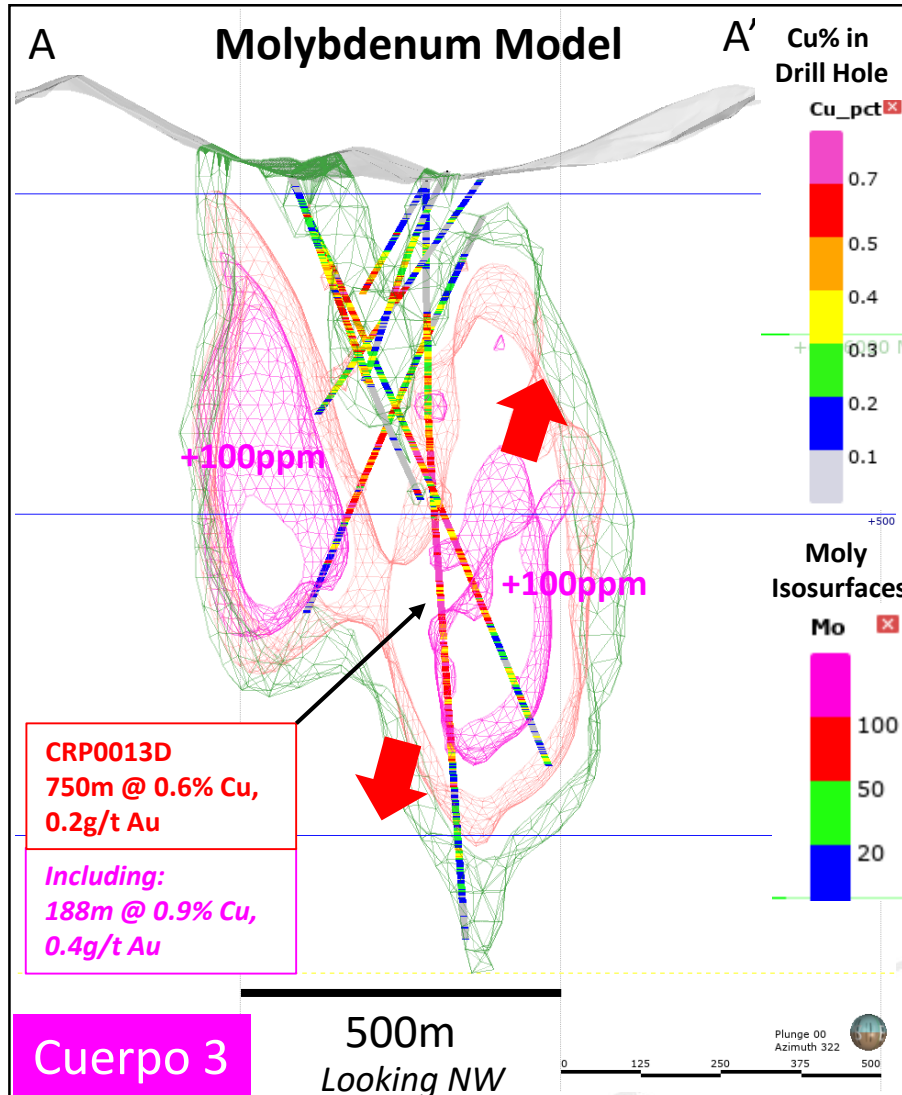 A
Molybdenum Model
A'
Cu% in
Drill Hole
Cu_pct
0.7
0.5
0.4
0.3
0.2
0.1
+100ppm
+100ppm
+500
Moly
Isosurfaces
Mo
100
50
20
CRP0013D
750m @ 0.6% Cu,
0.2g/t Au
Including:
188m @ 0.9% Cu,
0.4g/t Au
Cuerpo 3
500m
Looking NW
Plunge 00
Azimuth 322
0 125 250 375 500